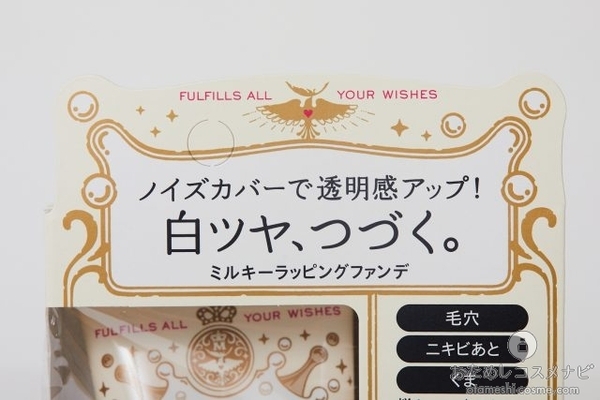 FULFILLS ALL YOUR WISHES
ノイズカバーで透明感アップ!
白ツヤ、つづく。
ミルキーラッピングファンデ
FULFILLS ALL YOUR WISHES
毛穴
ニキビあと
くま
おためしコスメナビ
otameshi.cosme.com